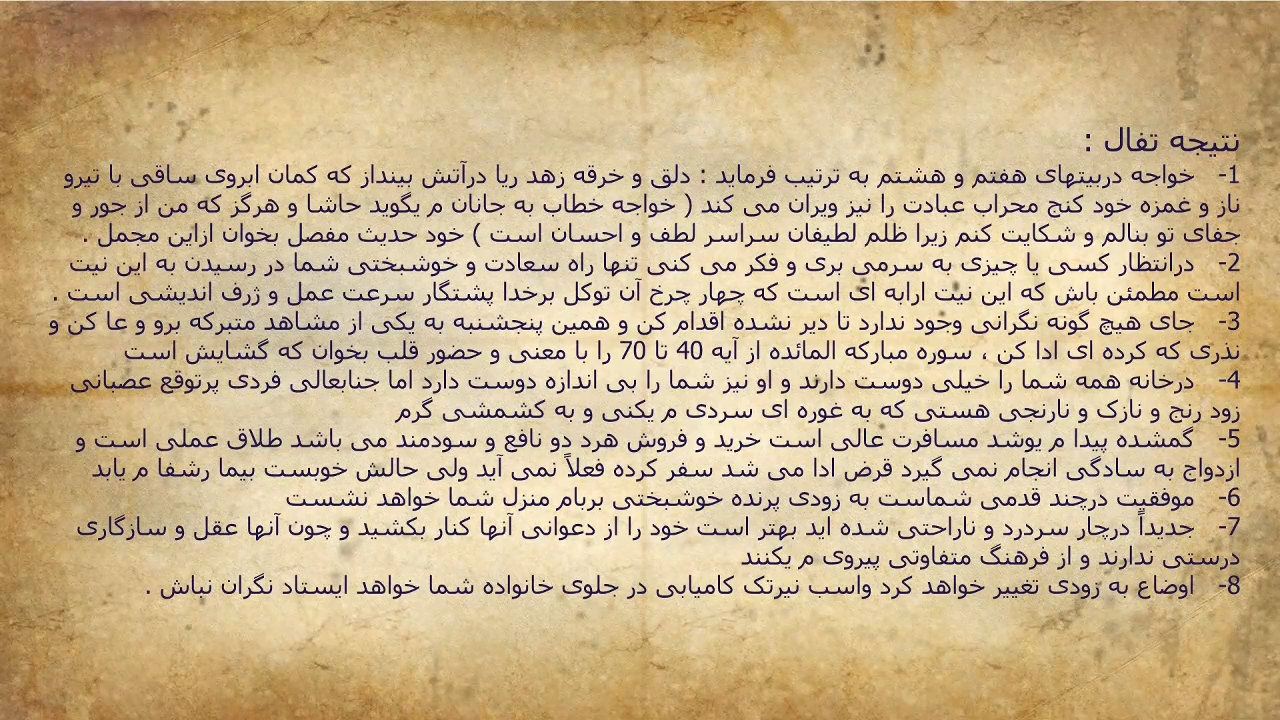 نتیجه تفال :
1- خواجه دربیتهای هفتم و هشتم به ترتیب فرماید : دلق و خرقه زهد ریا درآتش بینداز که کمان ابروی ساقی با تیرو
ناز و غمزه خود کنج محراب عبادت را نیز ویران می کند ( خواجه خطاب به جانان م یگوید حاشا و هرگز که من از جور و
جفای تو بنالم و شکایت کنم زیرا ظلم لطیفان سراسر لطف و احسان است ) خود حدیث مفصل بخوان ازاین مجمل .
2- درانتظار کسی یا چیزی به سرمی بری و فکر می کنی تنها راه سعادت و خوشبختی شما در رسیدن به این نیت
است مطمئن باش که این نیت ارابه ای است که چهار چرخ آن توکل برخدا پشتگار سرعت عمل و ژرف اندیشی است .
3- جای هیچ گونه نگرانی وجود ندارد تا دیر نشده اقدام کن و همین پنجشنبه به یکی از مشاهد متبرکه برو و عا کن و
نذری که کرده ای ادا کن ، سوره مبارکه المائده از آیه 40 تا 70 را با معنی و حضور قلب بخوان که گشایش است
4- درخانه همه شما را خیلی دوست دارند و او نیز شما را بی اندازه دوست دارد اما جنابعالی فردی پرتوقع عصبانی
زود رنج و نازک و نارنجی هستی که به غوره ای سردی م یکنی و به کشمشی گرم
5- گمشده پیدا م یوشد مسافرت عالی است خرید و فروش هرد دو نافع و سودمند می باشد طلاق عملی است و
ازدواج به سادگی انجام نمی گیرد قرض ادا می شد سفر کرده فعلاً نمی آید ولی حالش خوبست بیما رشفا م یابد
6- موفقیت درچند قدمی شماست به زودی پرنده خوشبختی بربام منزل شما خواهد نشست
7- جدیداً درچار سردرد و ناراحتی شده اید بهتر است خود را از دعوانی آنها کنار بکشید و چون آنها عقل و سازگاری
درستی ندارند و از فرهنگ متفاوتی پیروی م یکنند
8- اوضاع به زودی تغییر خواهد کرد واسب نیرتک کامیابی در جلوی خانواده شما خواهد ایستاد نگران نباش .